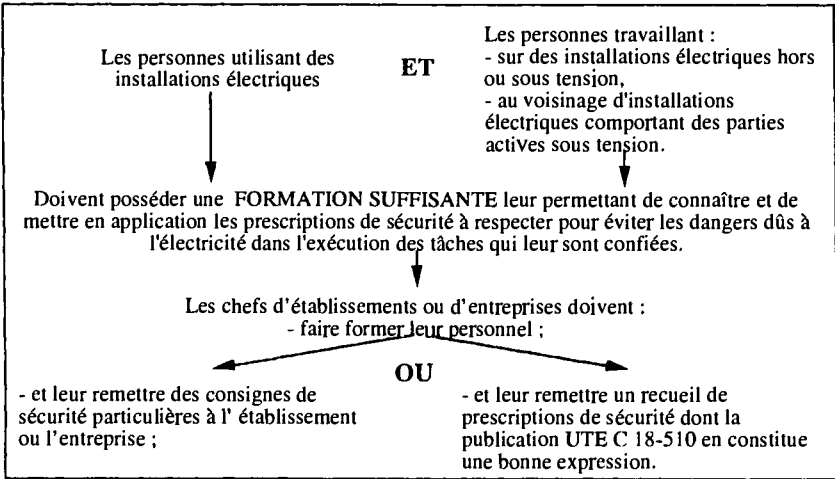 Les personnes utilisant des
installations électriques
ET
Les personnes travaillant :
- sur des installations électriques hors
ou sous tension,
- au voisinage d'installations
électriques comportant des parties
actives sous tension.
Doivent posséder une FORMATION SUFFISANTE leur permettant de connaître et de
mettre en application les prescriptions de sécurité à respecter pour éviter les dangers dûs à
l'électricité dans l'exécution des tâches qui leur sont confiées.
Les chefs d'établissements ou d'entreprises doivent :
- faire former leur personnel ;
OU
- et leur remettre des consignes de
sécurité particulières à l' établissement
ou l'entreprise ;
- et leur remettre un recueil de
prescriptions de sécurité dont la
publication UTE C 18-510 en constitue
une bonne expression.